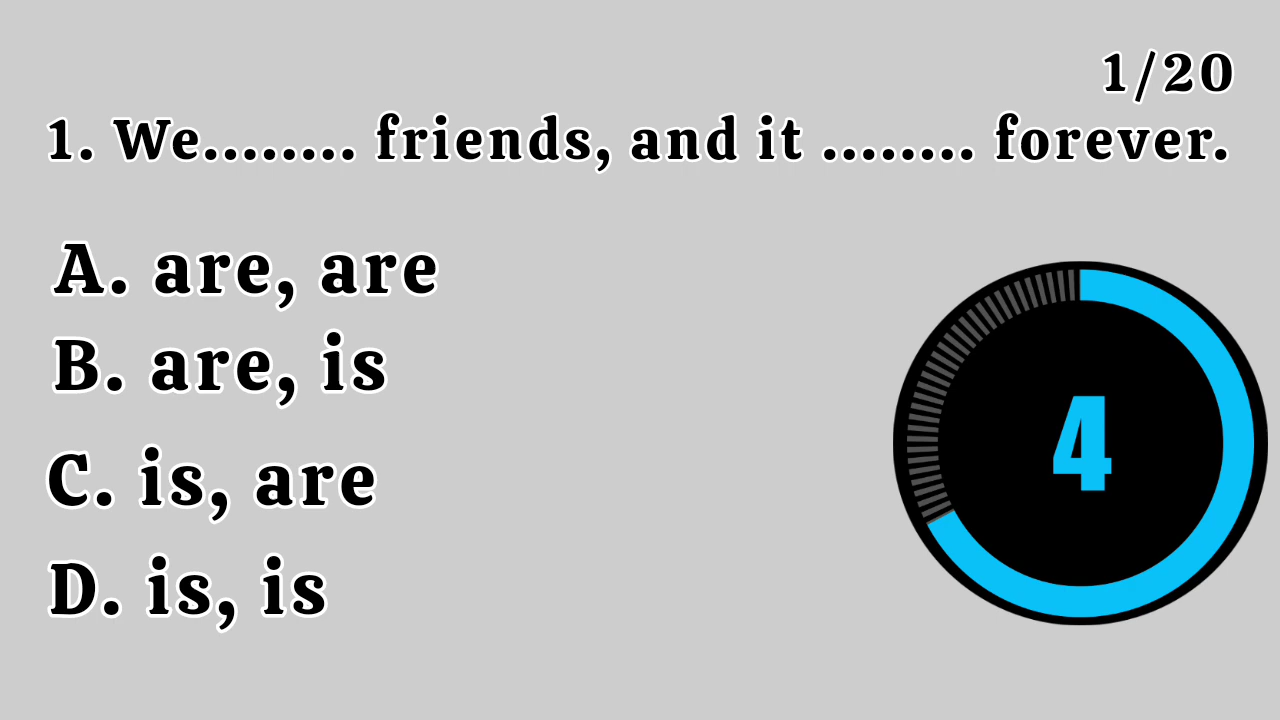 1/20
1. We........ friends, and it ........ forever.
A. are, are
B. are, is
C. is, are
D. is, is
4